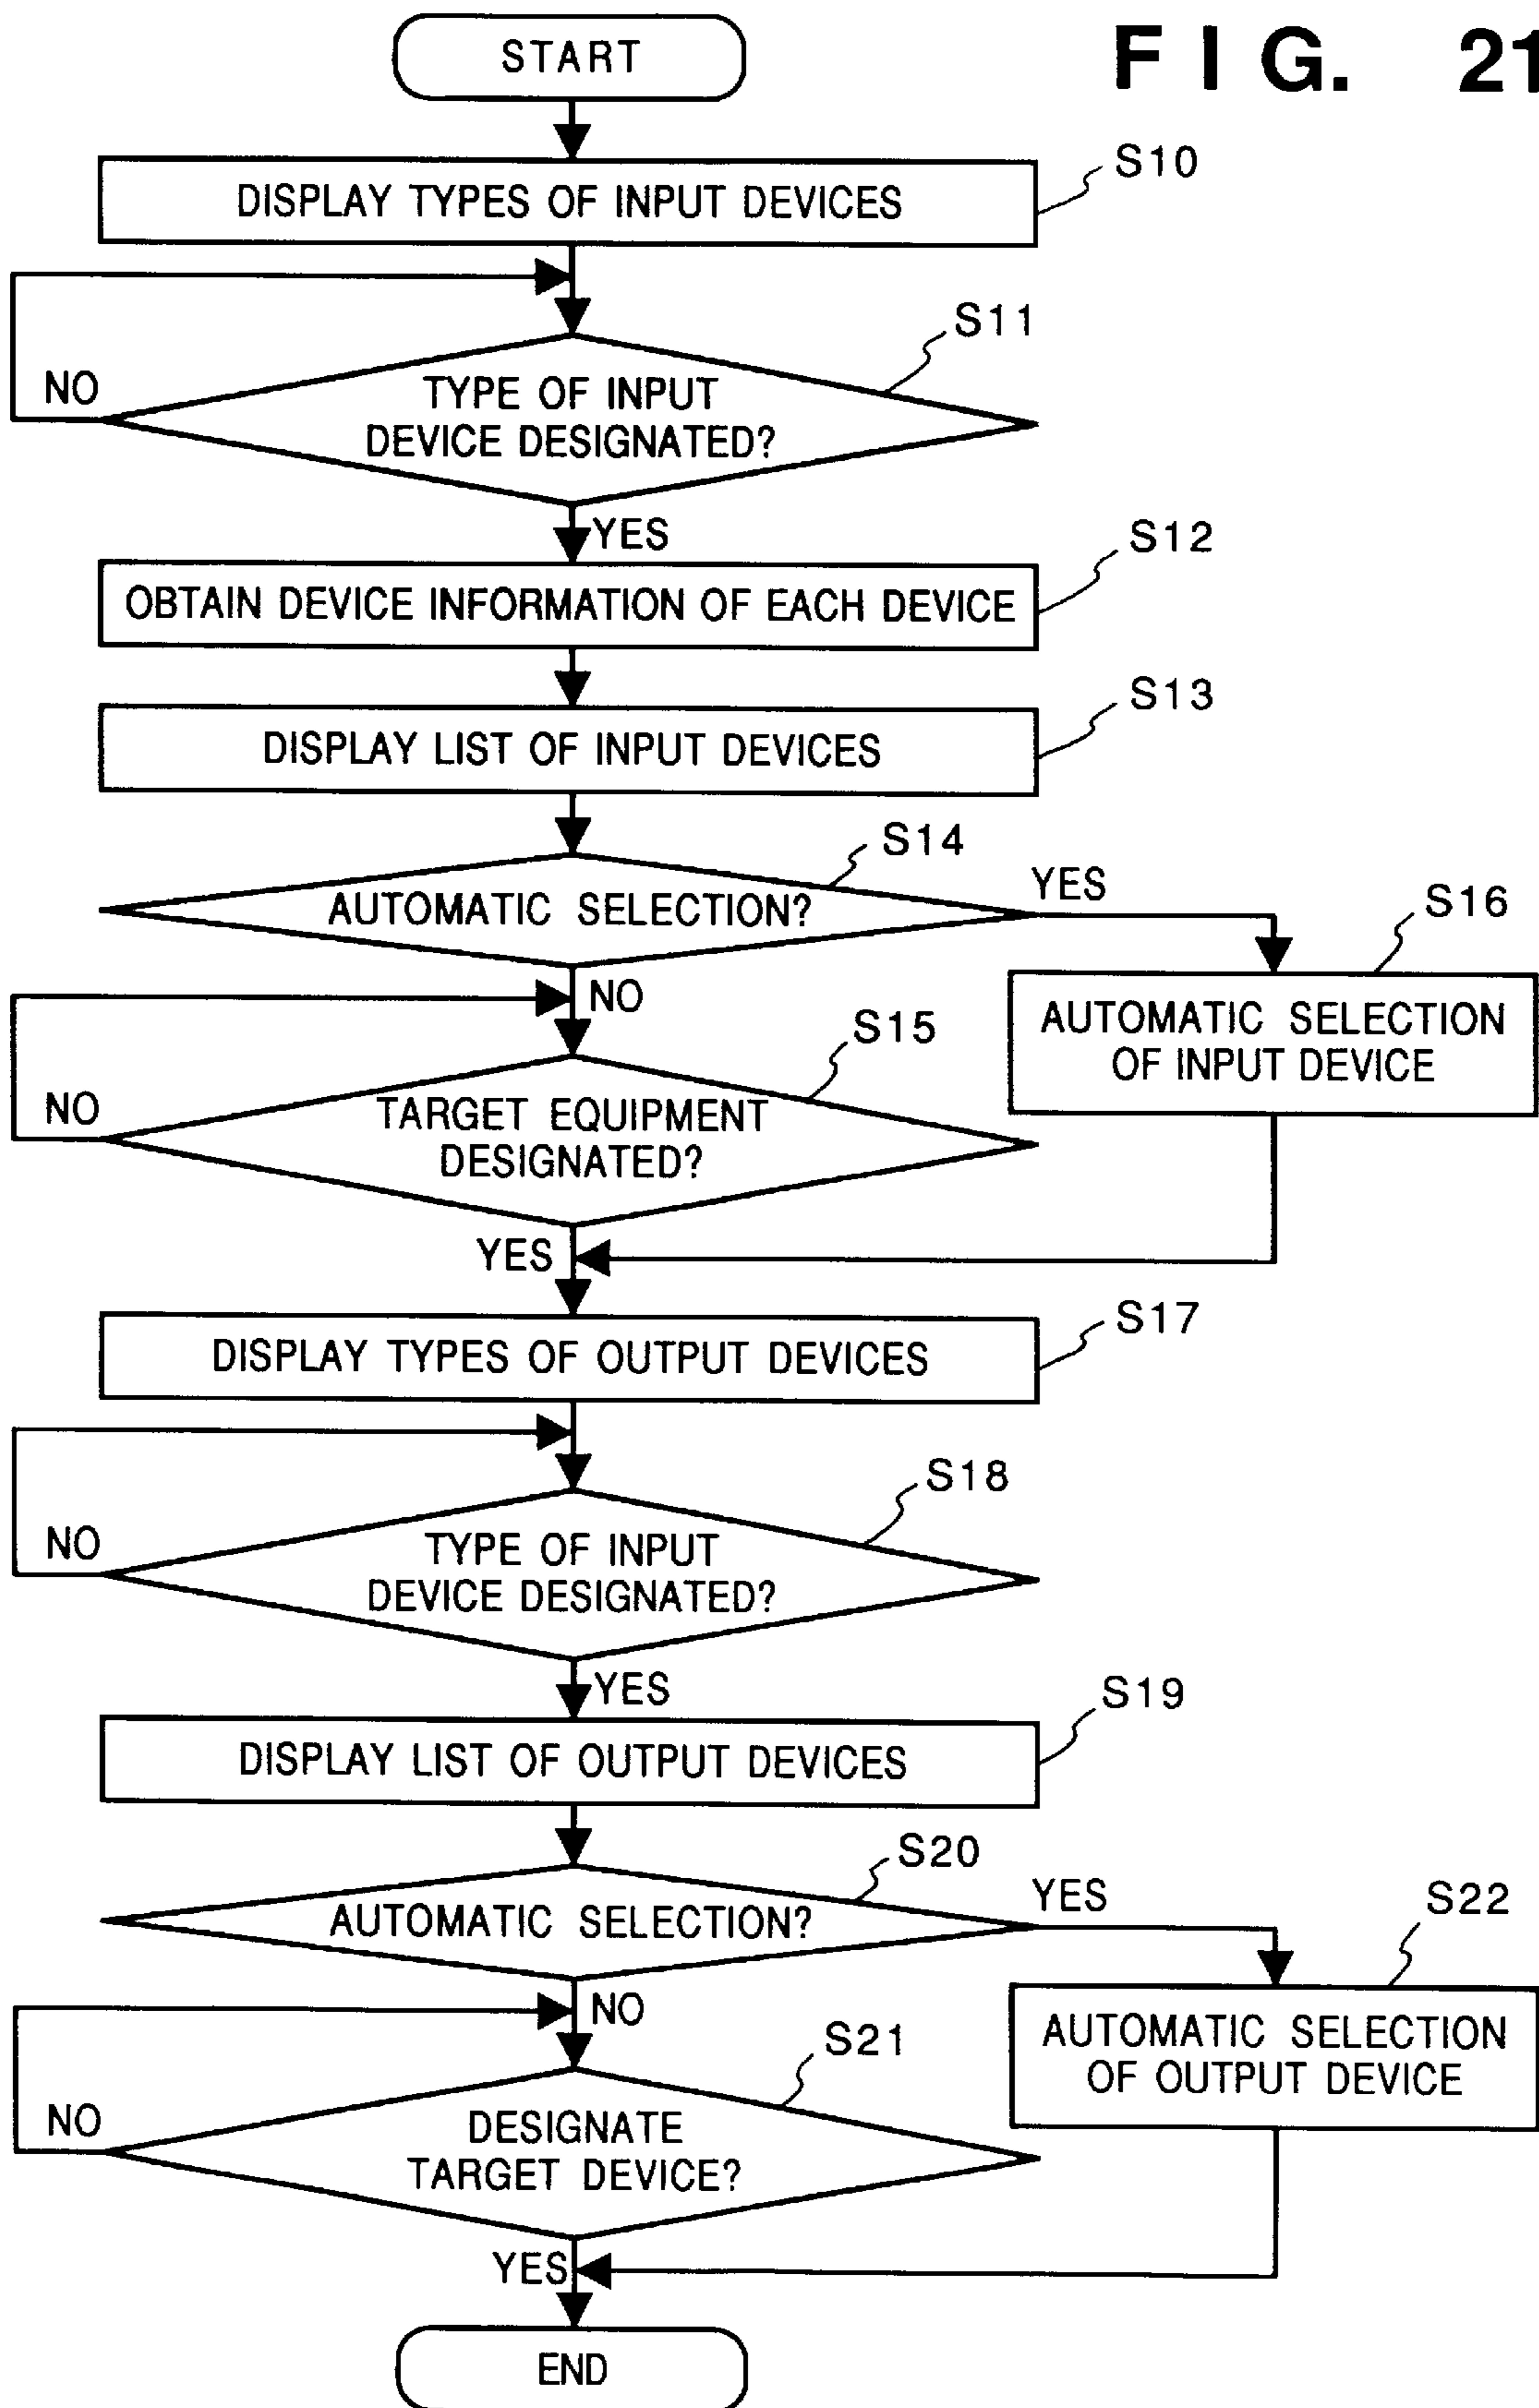 START
F I G. 21
S10
DISPLAY TYPES OF INPUT DEVICES
S11
NO
TYPE OF INPUT
DEVICE DESIGNATED?
YES
S12
OBTAIN DEVICE INFORMATION OF EACH DEVICE
S13
DISPLAY LIST OF INPUT DEVICES
S14
YES
AUTOMATIC SELECTION?
S16
NO
AUTOMATIC SELECTION
OF INPUT DEVICE
S15
NO
TARGET EQUIPMENT
DESIGNATED?
YES
S17
DISPLAY TYPES OF OUTPUT DEVICES
S18
NO
TYPE OF INPUT
DEVICE DESIGNATED?
YES
S19
DISPLAY LIST OF OUTPUT DEVICES
S20
YES
AUTOMATIC SELECTION?
S22
NO
AUTOMATIC SELECTION
OF OUTPUT DEVICE
S21
NO
DESIGNATE
TARGET DEVICE?
YES
END